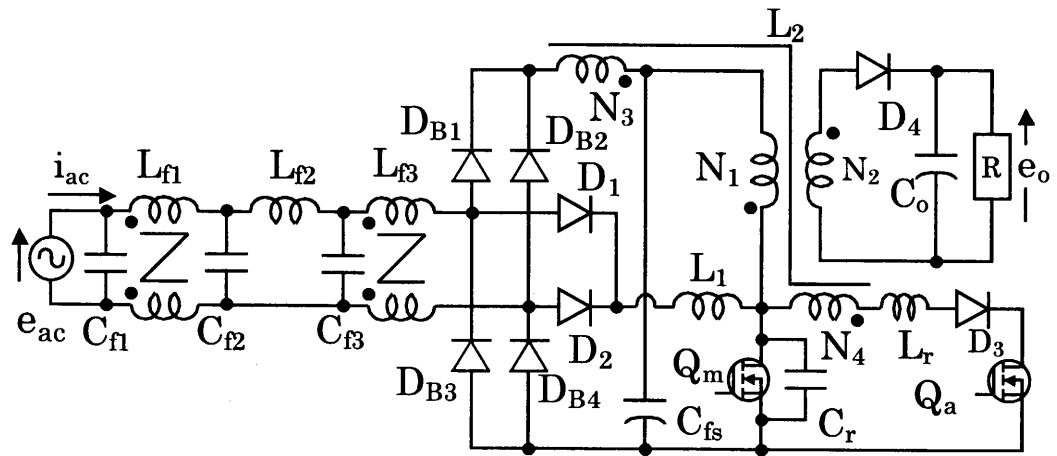 L2
N3
DB1
DB2
D4
iac
Lf1
Lf2
Lf3
D1
N1
N2
Co
R
eo
L1
eac
Cf1
Cf2
Cf3
D2
N4
Lr
D3
DB3
DB4
Qm
Cr
Qa
Cfs